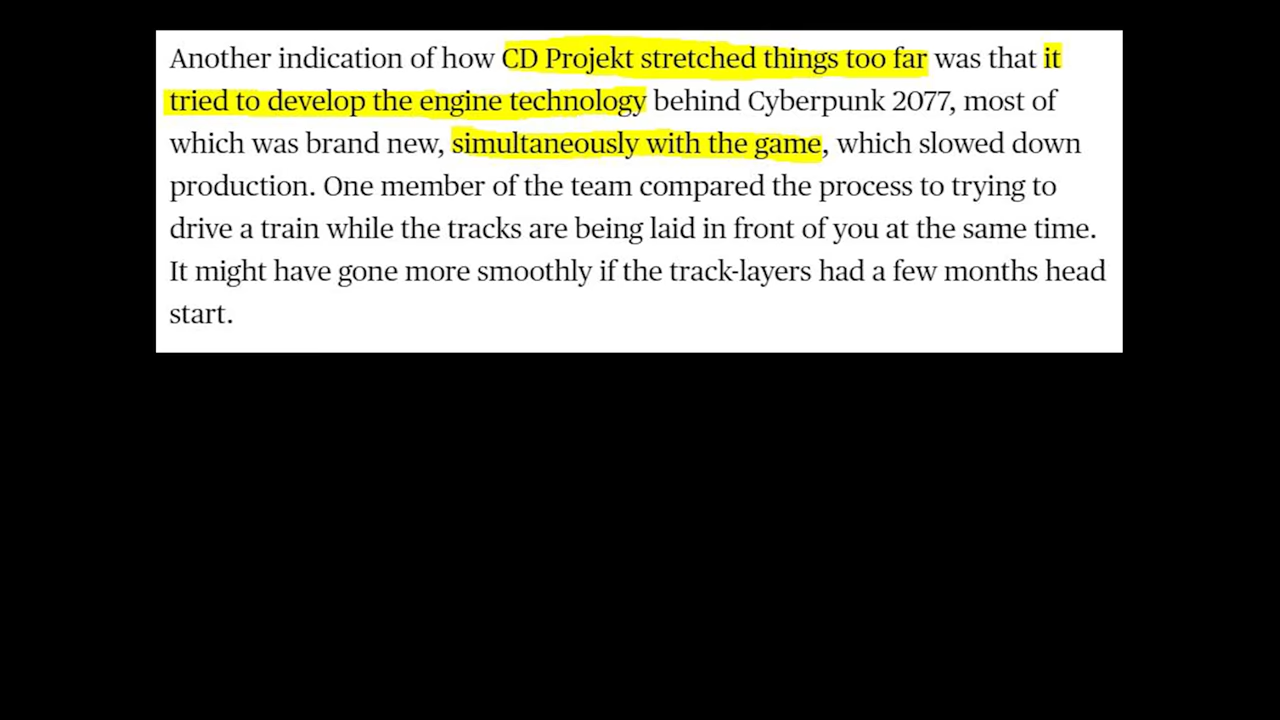 Another indication of how CD Projekt stretched things too far was that it
tried to develop the engine technology behind Cyberpunk 2077, most of
which was brand new, simultaneously with the game, which slowed down
production. One member of the team compared the process to trying to
drive a train while the tracks are being laid in front of you at the same time.
It might have gone more smoothly if the track-layers had a few months head
start.